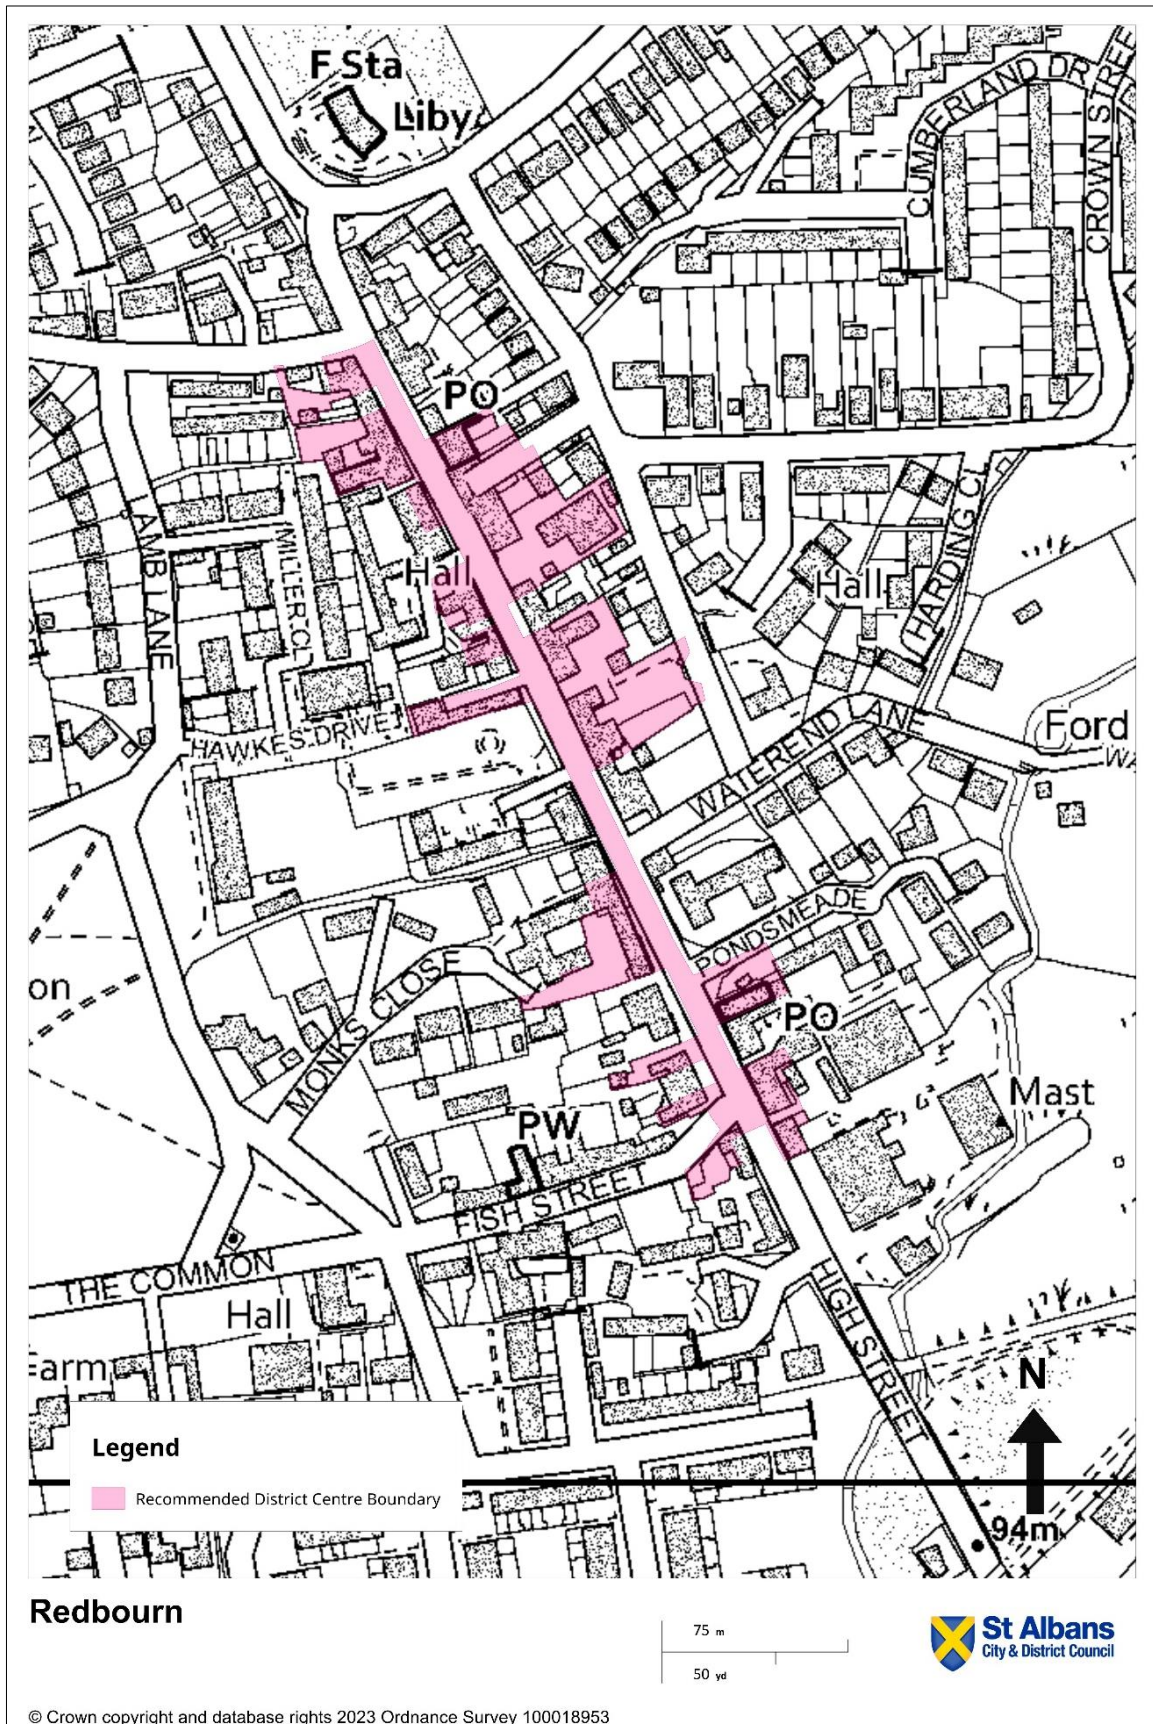 F Sta
Liby
CUMBERLAND DR
CROWN STREE
PO
LAMB LANE
MILLER CL
Hall
Hall
HARDING CL
HAWKES DRIVE
WATEREND LANE
Ford
WA
PONDSMEADE
on
MONKS CLOSE
PO
Mast
PW
FISH STREET
THE COMMON
Hall
HIGH STREET
Farm
N
94m
Legend
Recommended District Centre Boundary
Redbourn
75 m
50 yd
St Albans
City & District Council
© Crown copyright and database rights 2023 Ordnance Survey 100018953